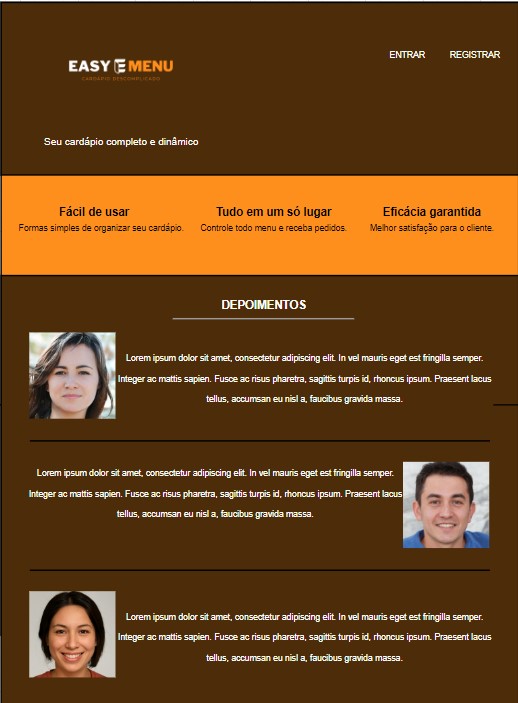 ENTRAR REGISTRAR
EASY E MENU
CARDÁPIO DESCOMPLICADO
Seu cardápio completo e dinâmico
Fácil de usar
Formas simples de organizar seu cardápio.
Tudo em um só lugar
Controle todo menu e receba pedidos.
Eficácia garantida
Melhor satisfação para o cliente.
DEPOIMENTOS
Lorem ipsum dolor sit amet, consectetur adipiscing elit. In vel mauris eget est fringilla semper.
Integer ac mattis sapien. Fusce ac risus pharetra, sagittis turpis id, rhoncus ipsum. Praesent lacus
tellus, accumsan eu nisl a, faucibus gravida massa.
Lorem ipsum dolor sit amet, consectetur adipiscing elit. In vel mauris eget est fringilla semper.
Integer ac mattis sapien. Fusce ac risus pharetra, sagittis turpis id, rhoncus ipsum. Praesent lacus
tellus, accumsan eu nisl a, faucibus gravida massa.
Lorem ipsum dolor sit amet, consectetur adipiscing elit. In vel mauris eget est fringilla semper.
Integer ac mattis sapien. Fusce ac risus pharetra, sagittis turpis id, rhoncus ipsum. Praesent lacus
tellus, accumsan eu nisl a, faucibus gravida massa.